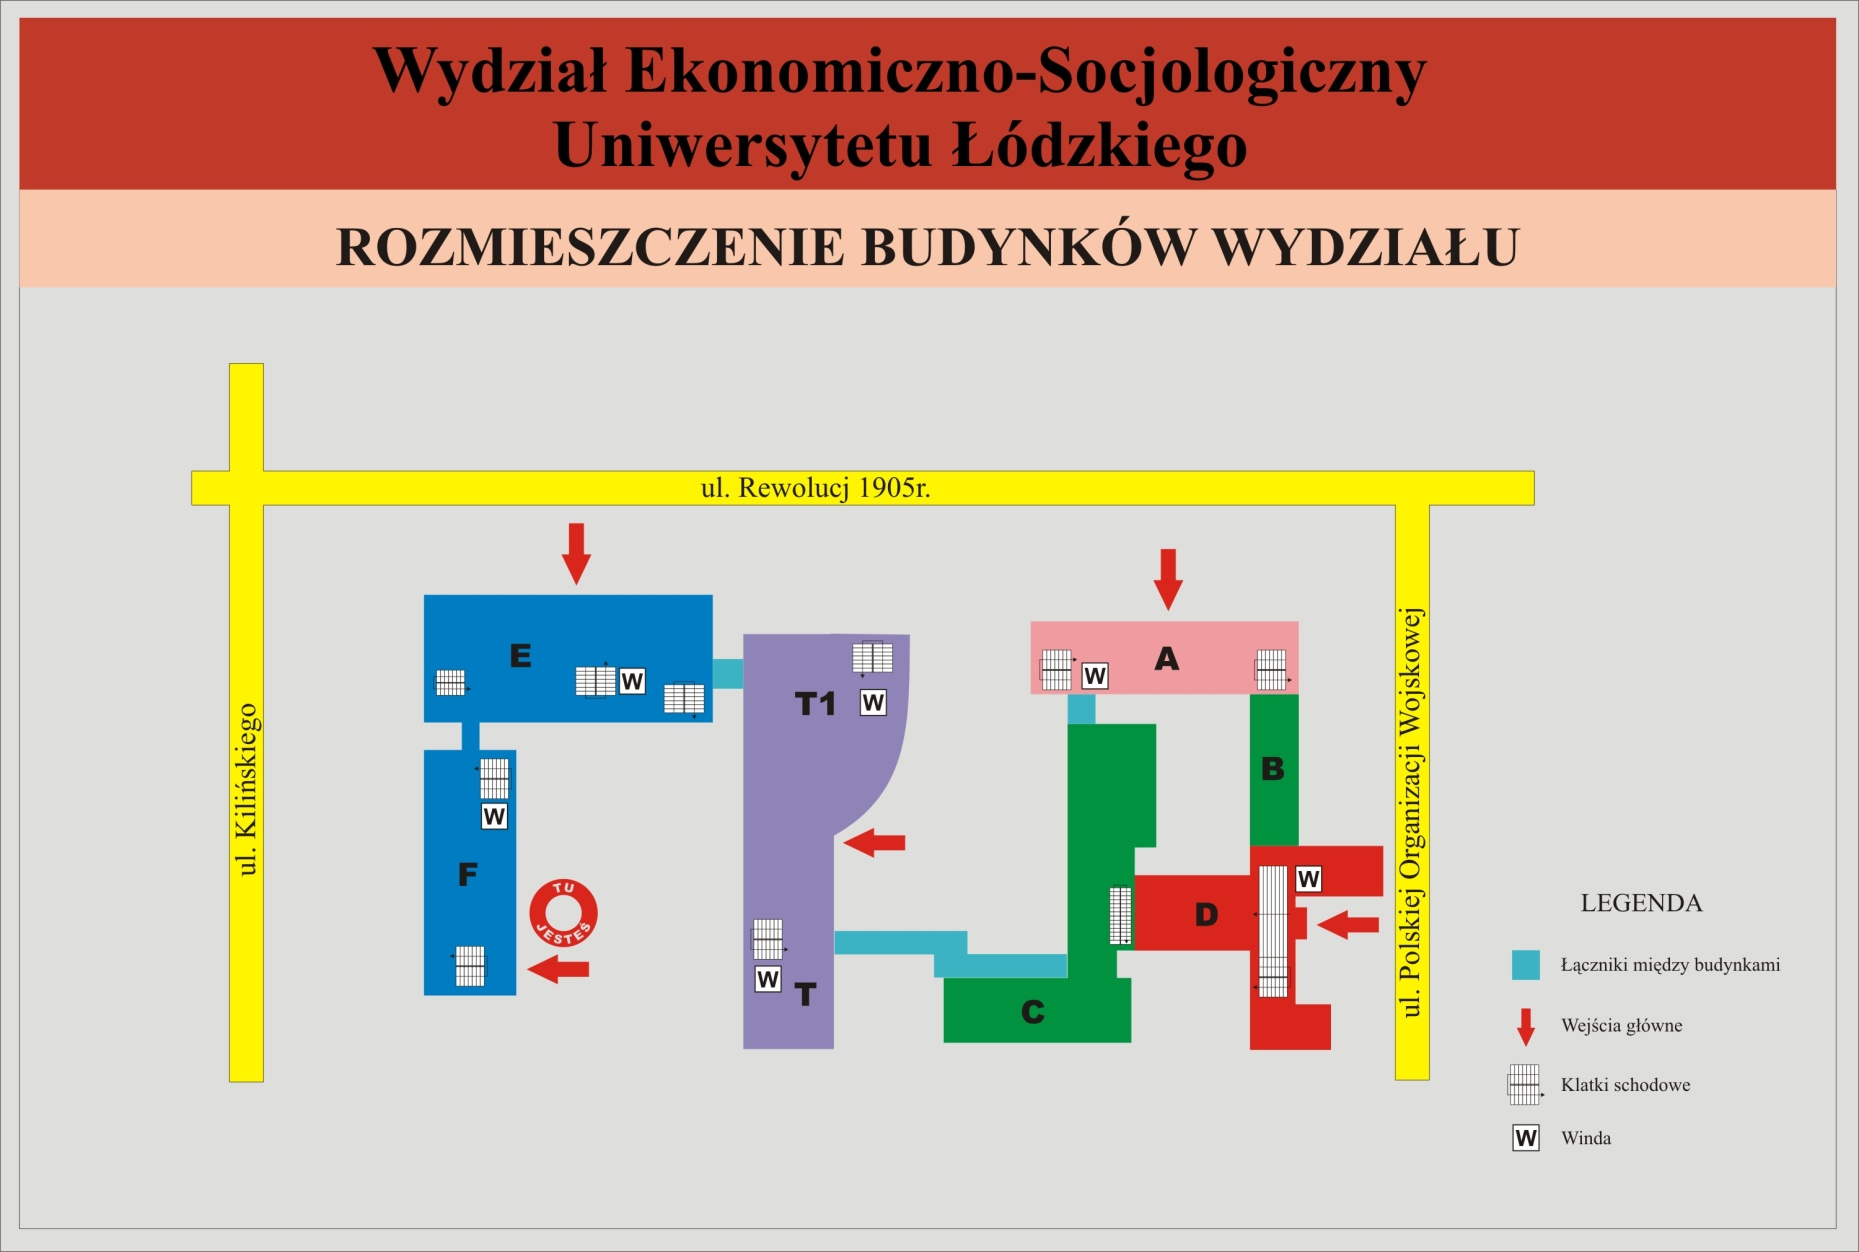 Wydział Ekonomiczno-Socjologiczny
Uniwersytetu Łódzkiego
ROZMIESZCZENIE BUDYNKÓW WYDZIAŁU
ul. Rewolucj 1905r.
ul. Kilińskiego
ul. Polskiej Organizacji Wojskowej
E
W
T1
W
A
W
B
F
W
TU
JESTEŚ
D
W
T
W
C
LEGENDA
Łączniki między budynkami
Wejścia główne
Klatki schodowe
W Winda